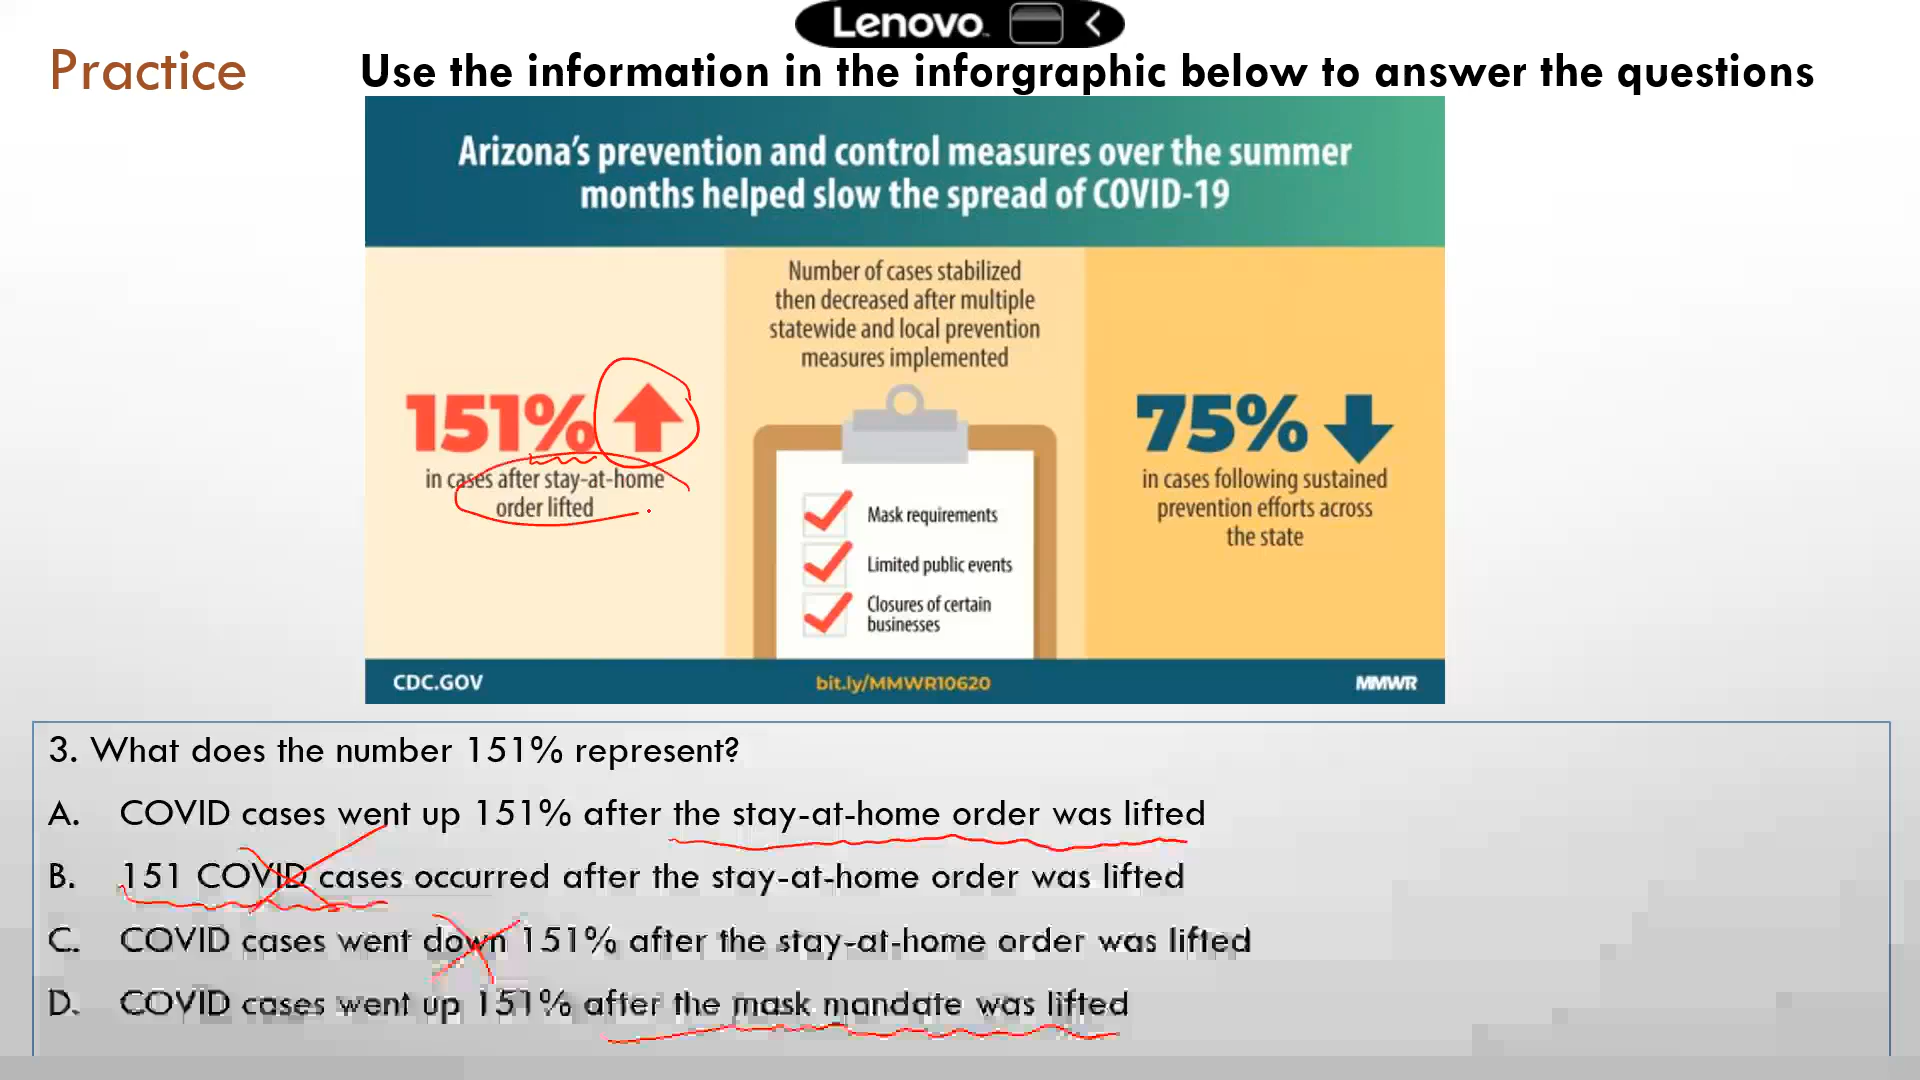 Lenovo
Practice
Use the information in the inforgraphic below to answer the questions
Arizona's prevention and control measures over the summer
months helped slow the spread of COVID-19
151%
in cases after stay-at-home
order lifted
Number of cases stabilized
then decreased after multiple
statewide and local prevention
measures implemented
Mask requirements
Limited public events
Closures of certain
businesses
75%
in cases following sustained
prevention efforts across
the state
CDC.GOV
bit.ly/MMWR10620
MMWR
3. What does the number 151% represent?
A. COVID cases went up 151% after the stay-at-home order was lifted
B. 151 COVID cases occurred after the stay-at-home order was lifted
C. COVID cases went down 151% after the stay-at-home order was lifted
D. COVID cases went up 151% after the mask mandate was lifted